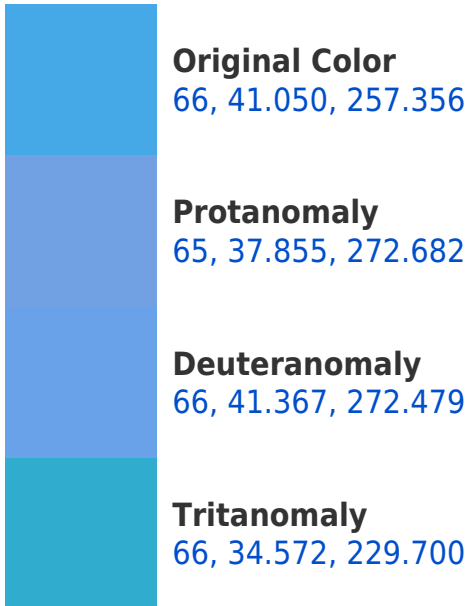 Original Color
66, 41.050, 257.356
Protanomaly
65, 37.855, 272.682
Deuteranomaly
66, 41.367, 272.479
Tritanomaly
66, 34.572, 229.700